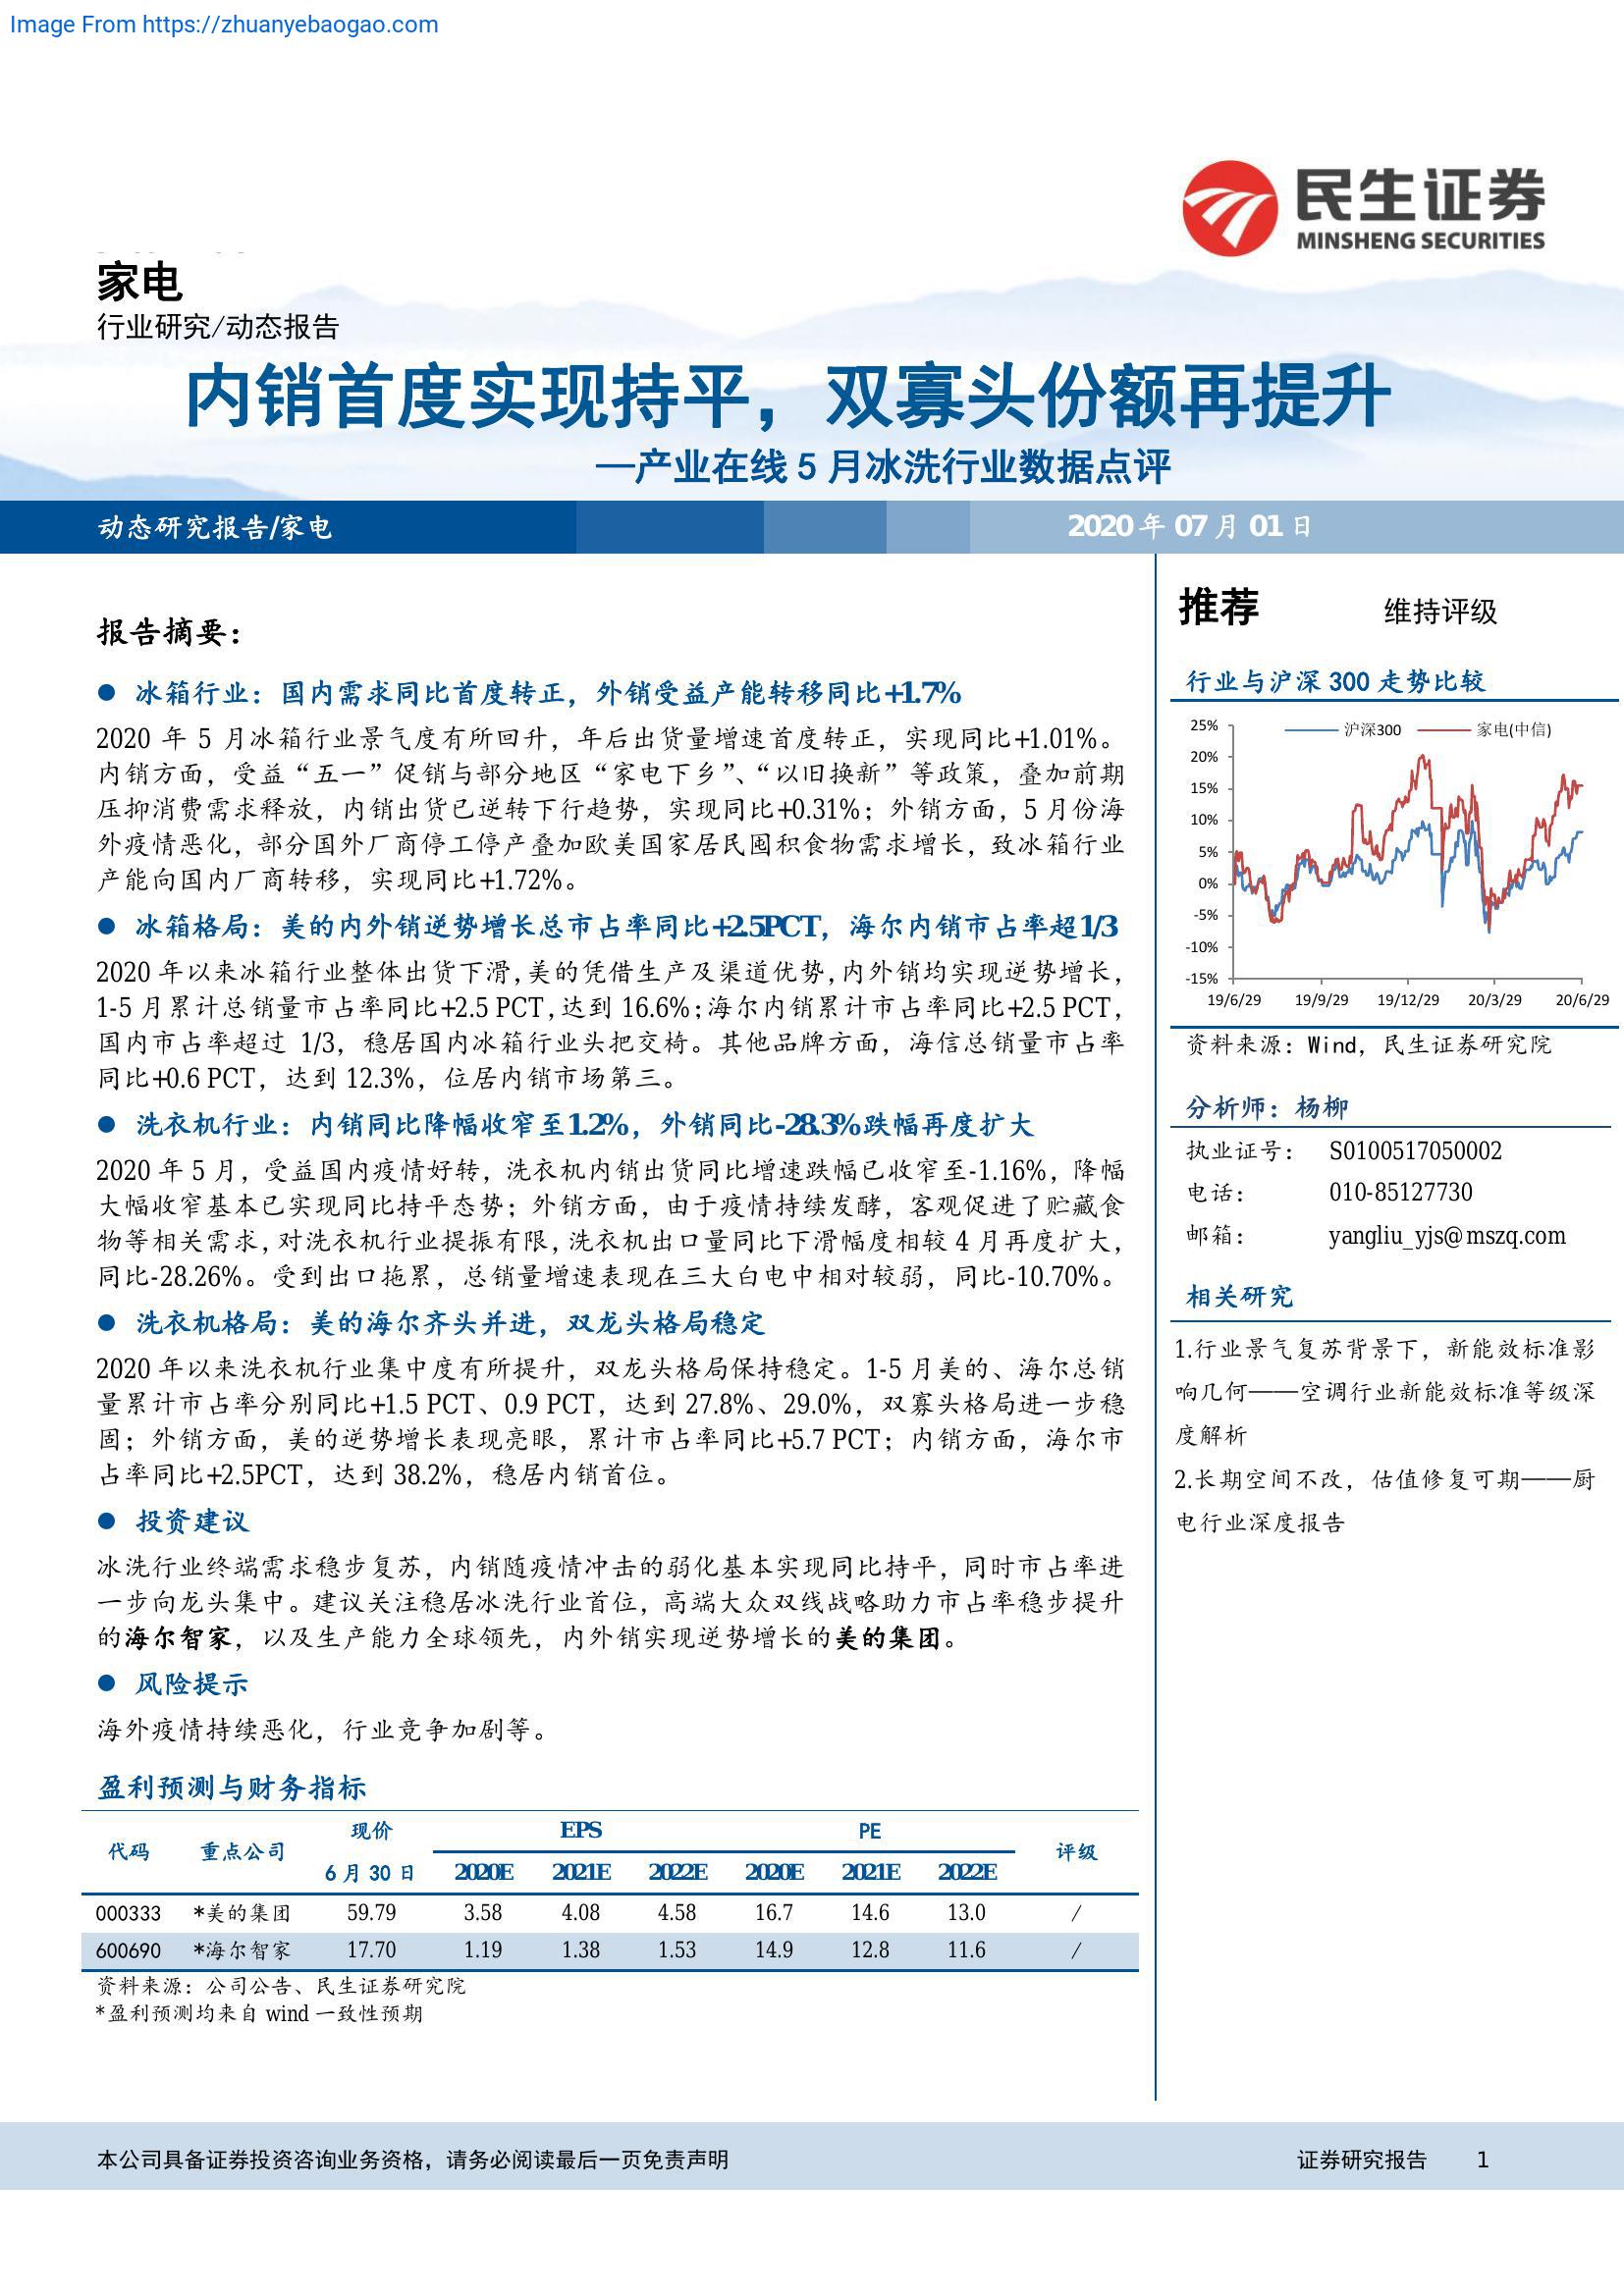 Image From https://zhuanyebaogao.com
民生证券
MINSHENG SECURITIES
家电
行业研究/动态报告
内销首度实现持平，双寡头份额再提升
—产业在线 5 月冰洗行业数据点评
动态研究报告/家电
2020 年 07 月 01 日
报告摘要：
● 冰箱行业：国内需求同比首度转正，外销受益产能转移同比+1.7%
2020 年 5 月冰箱行业景气度有所回升，年后出货量增速首度转正，实现同比+1.01%。
内销方面，受益“五一”促销与部分地区“家电下乡”、“以旧换新”等政策，叠加前期
压抑消费需求释放，内销出货已逆转下行趋势，实现同比+0.31%；外销方面，5 月份海
外疫情恶化，部分国外厂商停工停产叠加欧美国家居民囤积食物需求增长，致冰箱行业
产能向国内厂商转移，实现同比+1.72%。
● 冰箱格局：美的内外销逆势增长总市占率同比+2.5PCT，海尔内销市占率超1/3
2020 年以来冰箱行业整体出货下滑，美的凭借生产及渠道优势，内外销均实现逆势增长，
1-5 月累计总销量市占率同比+2.5 PCT，达到 16.6%；海尔内销累计市占率同比+2.5 PCT，
国内市占率超过 1/3，稳居国内冰箱行业头把交椅。其他品牌方面，海信总销量市占率
同比+0.6 PCT，达到 12.3%，位居内销市场第三。
● 洗衣机行业：内销同比降幅收窄至1.2%，外销同比-28.3%跌幅再度扩大
2020 年 5 月，受益国内疫情好转，洗衣机内销出货同比增速跌幅已收窄至-1.16%，降幅
大幅收窄基本已实现同比持平态势；外销方面，由于疫情持续发酵，客观促进了贮藏食
物等相关需求，对洗衣机行业提振有限，洗衣机出口量同比下滑幅度相较 4 月再度扩大，
同比-28.26%。受到出口拖累，总销量增速表现在三大白电中相对较弱，同比-10.70%。
● 洗衣机格局：美的海尔齐头并进，双龙头格局稳定
2020 年以来洗衣机行业集中度有所提升，双龙头格局保持稳定。1-5 月美的、海尔总销
量累计市占率分别同比+1.5 PCT、0.9 PCT，达到 27.8%、29.0%，双寡头格局进一步稳
固；外销方面，美的逆势增长表现亮眼，累计市占率同比+5.7 PCT；内销方面，海尔市
占率同比+2.5PCT，达到 38.2%，稳居内销首位。
● 投资建议
冰洗行业终端需求稳步复苏，内销随疫情冲击的弱化基本实现同比持平，同时市占率进
一步向龙头集中。建议关注稳居冰洗行业首位，高端大众双线战略助力市占率稳步提升
的海尔智家，以及生产能力全球领先，内外销实现逆势增长的美的集团。
● 风险提示
海外疫情持续恶化，行业竞争加剧等。
盈利预测与财务指标
代码 重点公司 现价 EPS PE 评级
6 月 30 日 2020E 2021E 2022E 2020E 2021E 2022E
000333 *美的集团 59.79 3.58 4.08 4.58 16.7 14.6 13.0 /
600690 *海尔智家 17.70 1.19 1.38 1.53 14.9 12.8 11.6 /
资料来源：公司公告、民生证券研究院
*盈利预测均来自 wind 一致性预期
推荐 维持评级
行业与沪深 300 走势比较
沪深300 家电(中信)
25%
20%
15%
10%
5%
0%
-5%
-10%
-15%
19/6/29 19/9/29 19/12/29 20/3/29 20/6/29
资料来源：Wind，民生证券研究院
分析师：杨柳
执业证号： S0100517050002
电话： 010-85127730
邮箱： yangliu_yjs@mszq.com
相关研究
1.行业景气复苏背景下，新能效标准影
响几何——空调行业新能效标准等级深
度解析
2.长期空间不改，估值修复可期——厨
电行业深度报告
本公司具备证券投资咨询业务资格，请务必阅读最后一页免责声明
证券研究报告 1